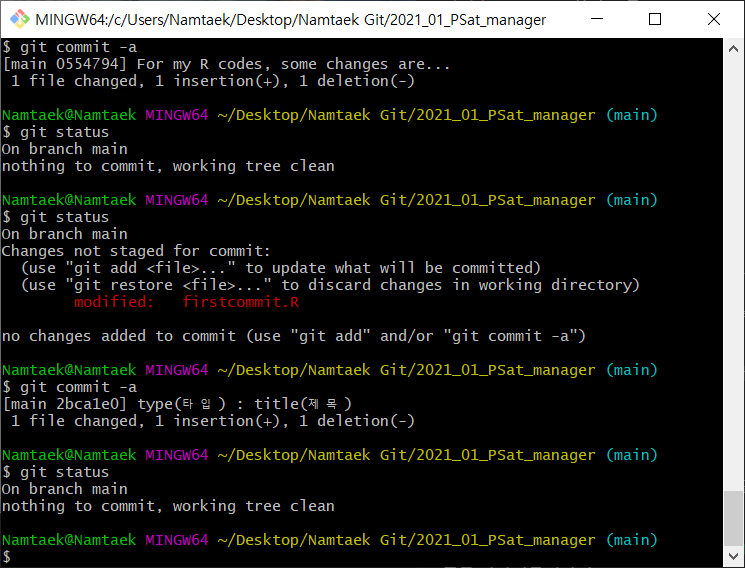 MINGW64:/c/Users/Namtaek/Desktop/Namtaek Git/2021_01_PSat_manager
$ git commit -a
[main 0554794] For my R codes, some changes are...
 1 file changed, 1 insertion(+), 1 deletion(-)
Namtaek@Namtaek MINGW64 ~/Desktop/Namtaek Git/2021_01_PSat_manager (main)
$ git status
On branch main
nothing to commit, working tree clean
Namtaek@Namtaek MINGW64 ~/Desktop/Namtaek Git/2021_01_PSat_manager (main)
$ git status
On branch main
Changes not staged for commit:
  (use "git add <file>..." to update what will be committed)
  (use "git restore <file>..." to discard changes in working directory)
        modified:   firstcommit.R
no changes added to commit (use "git add" and/or "git commit -a")
Namtaek@Namtaek MINGW64 ~/Desktop/Namtaek Git/2021_01_PSat_manager (main)
$ git commit -a
[main 2bca1e0] type(타입) : title(제목)
 1 file changed, 1 insertion(+), 1 deletion(-)
Namtaek@Namtaek MINGW64 ~/Desktop/Namtaek Git/2021_01_PSat_manager (main)
$ git status
On branch main
nothing to commit, working tree clean
Namtaek@Namtaek MINGW64 ~/Desktop/Namtaek Git/2021_01_PSat_manager (main)
$